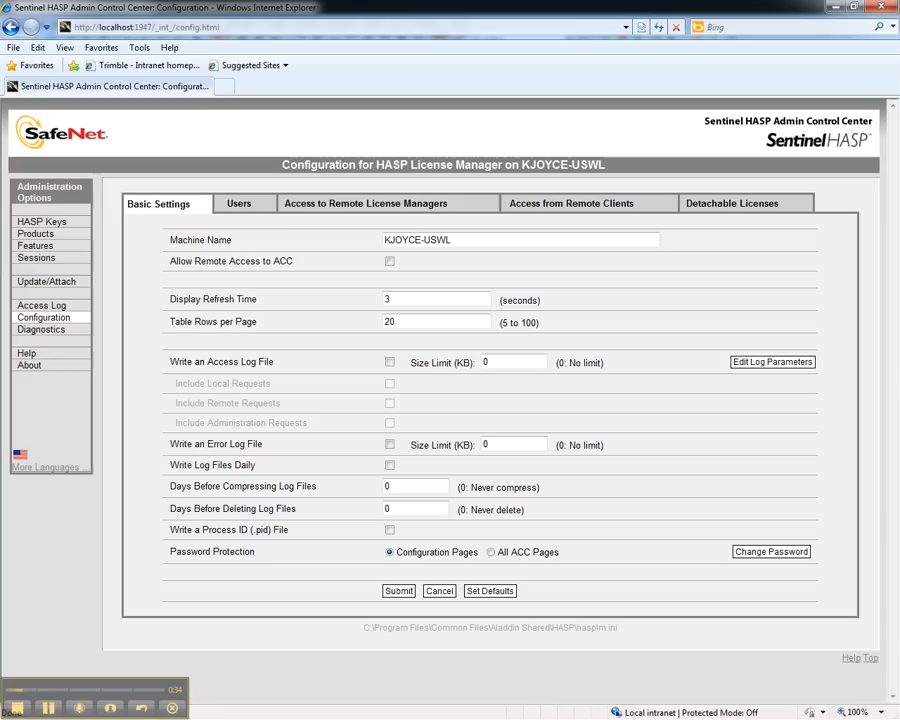 Sentinel HASP Admin Control Center: Configuration - Windows Internet Explorer
http://localhost:1947/_int_/config.html
Bing
File Edit View Favorites Tools Help
Favorites Trimble - Intranet homep... Suggested Sites
Sentinel HASP Admin Control Center: Configurat...
SafeNet.
Sentinel HASP Admin Control Center
SentinelHASP™
Configuration for HASP License Manager on KJOYCE-USWL
Administration
Options
HASP Keys
Products
Features
Sessions
Update/Attach
Access Log
Configuration
Diagnostics
Help
About
More Languages
Basic Settings Users Access to Remote License Managers Access from Remote Clients Detachable Licenses
Machine Name KJOYCE-USWL
Allow Remote Access to ACC
Display Refresh Time 3 (seconds)
Table Rows per Page 20 (5 to 100)
Write an Access Log File Size Limit (KB): 0 (0: No limit) Edit Log Parameters
Include Local Requests
Include Remote Requests
Include Administration Requests
Write an Error Log File Size Limit (KB): 0 (0: No limit)
Write Log Files Daily
Days Before Compressing Log Files 0 (0: Never compress)
Days Before Deleting Log Files 0 (0: Never delete)
Write a Process ID (.pid) File
Password Protection Configuration Pages All ACC Pages Change Password
Submit Cancel Set Defaults
C:\Program Files\Common Files\Aladdin Shared\HASP\hasplm.ini
Help Top
0:34
Done
Local intranet | Protected Mode: Off 100%